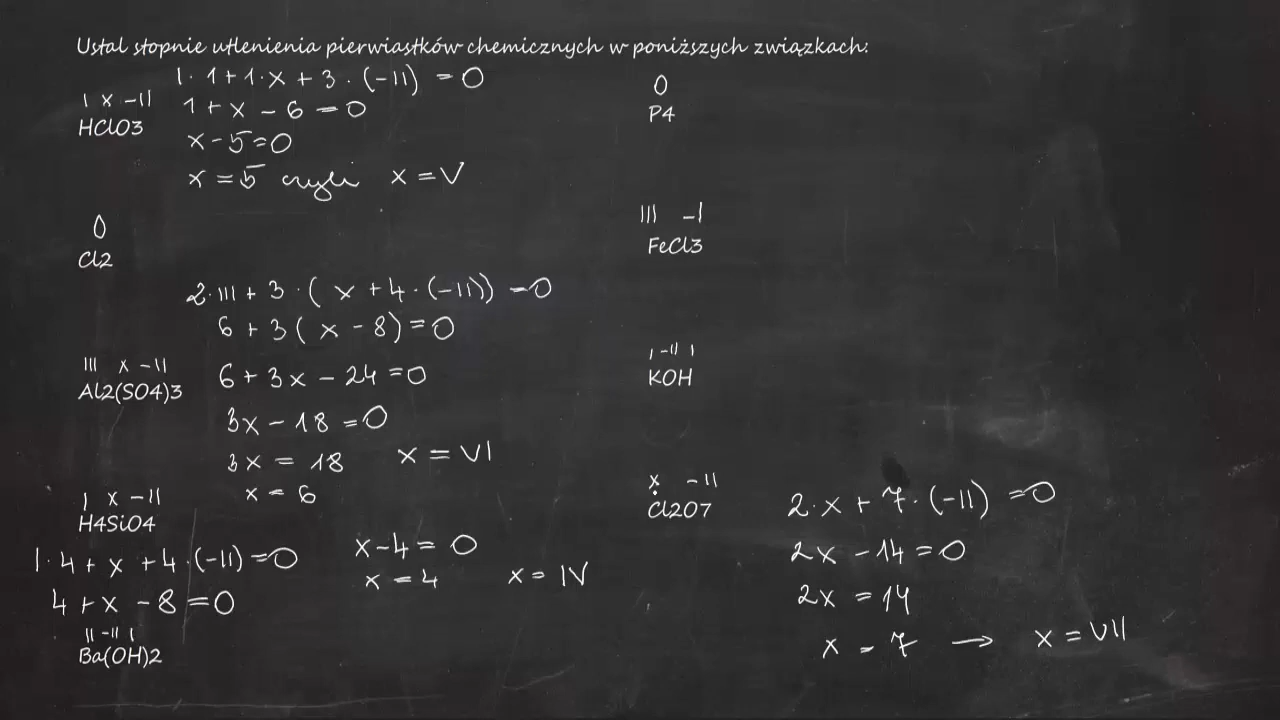 Ustal stopnie utlenienia pierwiastków chemicznych w poniższych związkach:
1 · 1 + 1 · x + 3 · (-II) = 0
I x -II
HClO3
1 + x - 6 = 0
x - 5 = 0
x = 5 czyli x = V
0
Cl2
2 · III + 3 · ( x + 4 · (-II)) = 0
6 + 3 ( x - 8) = 0
III x -II
Al2(SO4)3
6 + 3x - 24 = 0
3x - 18 = 0
3x = 18 x = VI
x = 6
I x -II
H4SiO4
1 · 4 + x + 4 · (-II) = 0
4 + x - 8 = 0
x - 4 = 0
x = 4 x = IV
II -II I
Ba(OH)2
0
P4
III -I
FeCl3
I -II I
KOH
x -II
Cl2O7
2 · x + 7 · (-II) = 0
2x - 14 = 0
2x = 14
x = 7 → x = VII